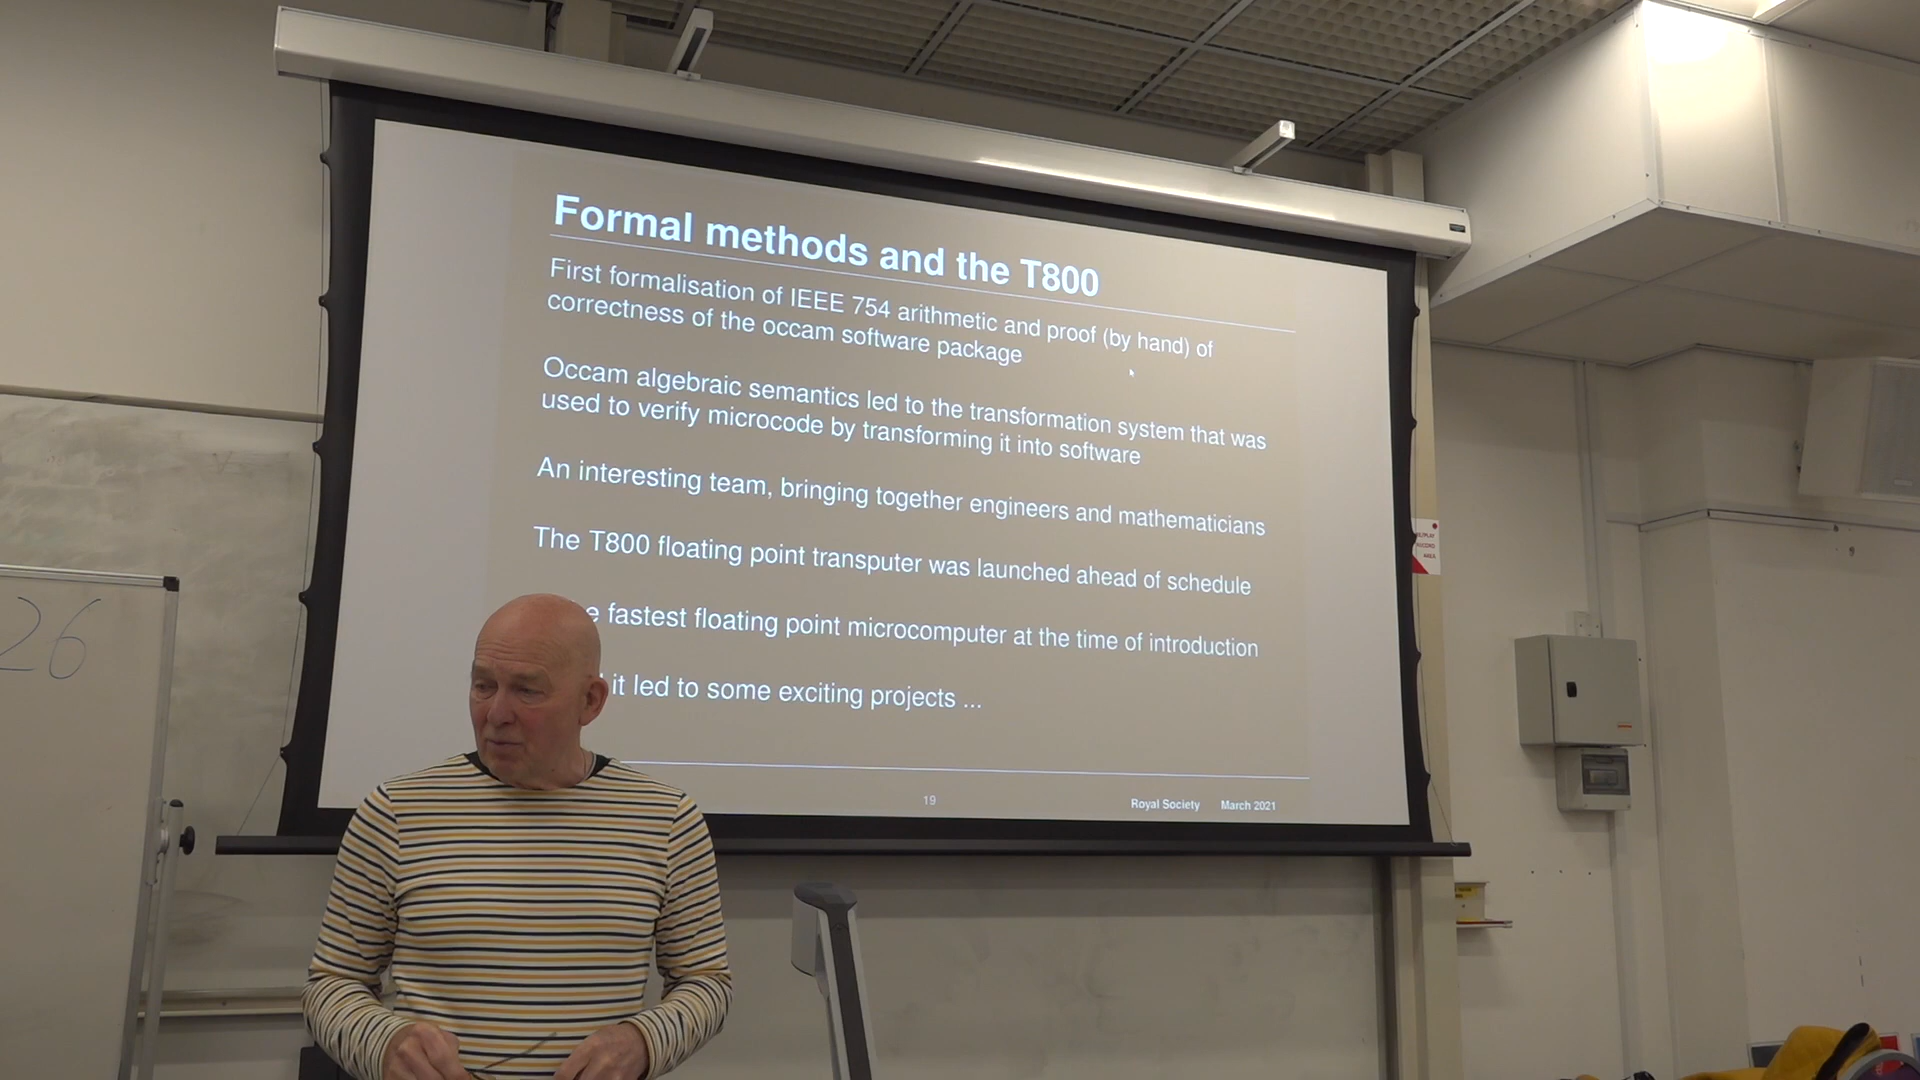 Formal methods and the T800
First formalisation of IEEE 754 arithmetic and proof (by hand) of
correctness of the occam software package
Occam algebraic semantics led to the transformation system that was
used to verify microcode by transforming it into software
An interesting team, bringing together engineers and mathematicians
The T800 floating point transputer was launched ahead of schedule
e fastest floating point microcomputer at the time of introduction
it led to some exciting projects ...
19 Royal Society March 2021
26